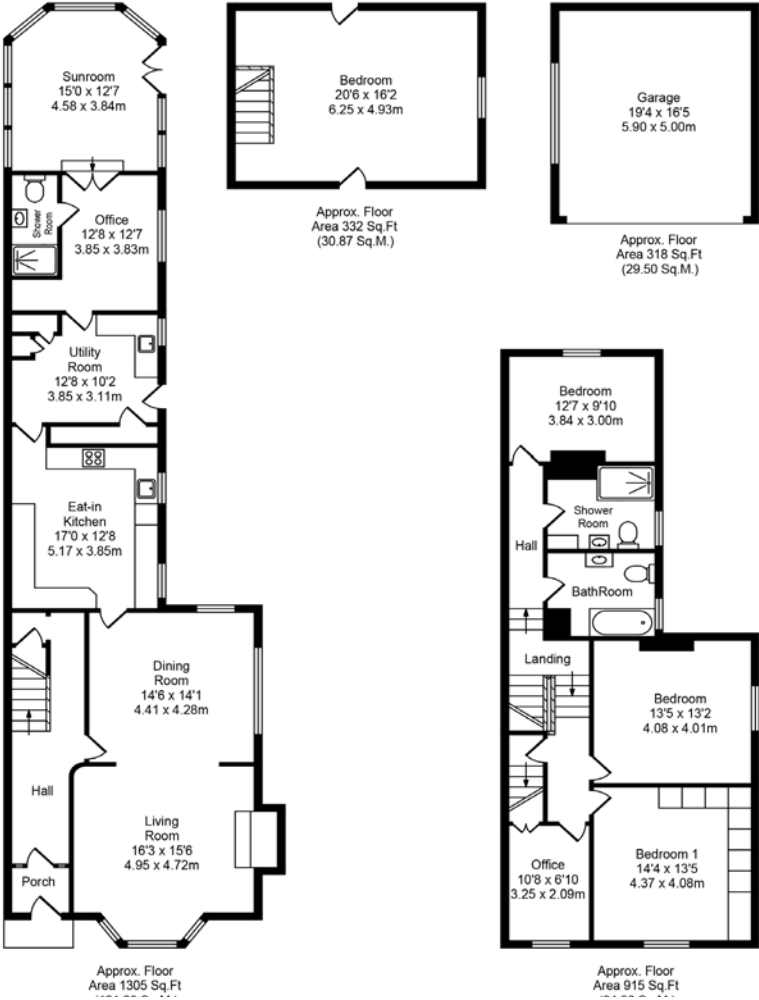 Sunroom
15'0 x 12'7
4.58 x 3.84m
Shower
Room
Office
12'8 x 12'7
3.85 x 3.83m
Utility
Room
12'8 x 10'2
3.85 x 3.11m
Eat-in
Kitchen
17'0 x 12'8
5.17 x 3.85m
Dining
Room
14'6 x 14'1
4.41 x 4.28m
Hall
Living
Room
16'3 x 15'6
4.95 x 4.72m
Porch
Approx. Floor
Area 1305 Sq.Ft
Bedroom
20'6 x 16'2
6.25 x 4.93m
Approx. Floor
Area 332 Sq.Ft
(30.87 Sq.M.)
Garage
19'4 x 16'5
5.90 x 5.00m
Approx. Floor
Area 318 Sq.Ft
(29.50 Sq.M.)
Bedroom
12'7 x 9'10
3.84 x 3.00m
Shower
Room
Hall
BathRoom
Landing
Bedroom
13'5 x 13'2
4.08 x 4.01m
Bedroom 1
14'4 x 13'5
4.37 x 4.08m
Office
10'8 x 6'10
3.25 x 2.09m
Approx. Floor
Area 915 Sq.Ft